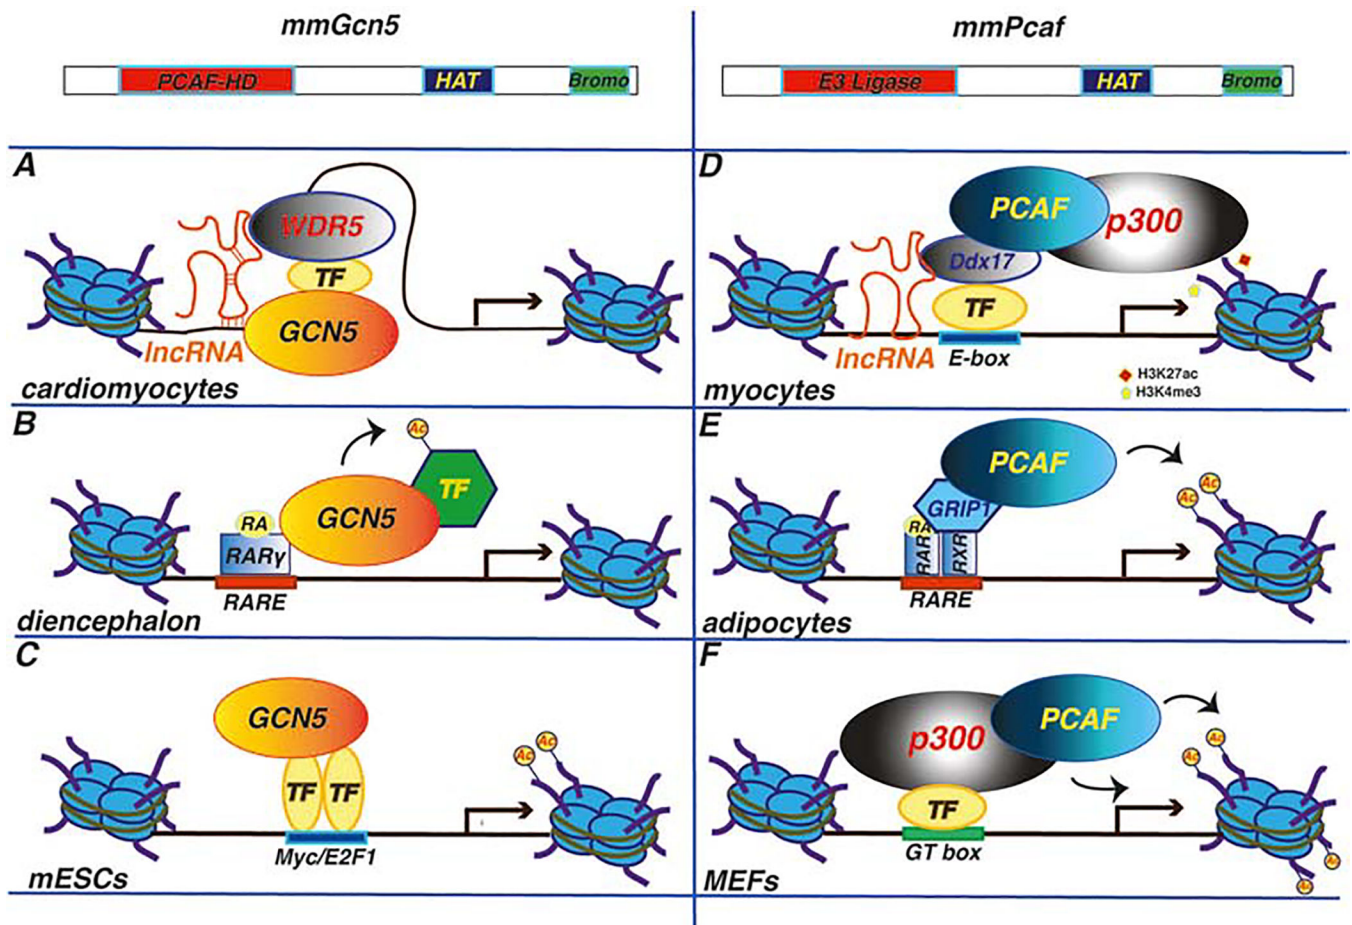 mmGcn5
PCAF-HD HAT Bromo
mmPcaf
E3 Ligase HAT Bromo
A
WDR5
TF
GCN5
lncRNA
cardiomyocytes
D
PCAF
p300
Ddx17
TF
lncRNA
E-box
H3K27ac
H3K4me3
myocytes
B
Ac
TF
GCN5
RA
RARγ
RARE
diencephalon
E
PCAF
GRIP1
Ac
Ac
RA
RAR
RXR
RARE
adipocytes
C
GCN5
Ac
Ac
TF TF
Myc/E2F1
mESCs
F
PCAF
p300
Ac
Ac
TF
GT box
Ac
Ac
MEFs